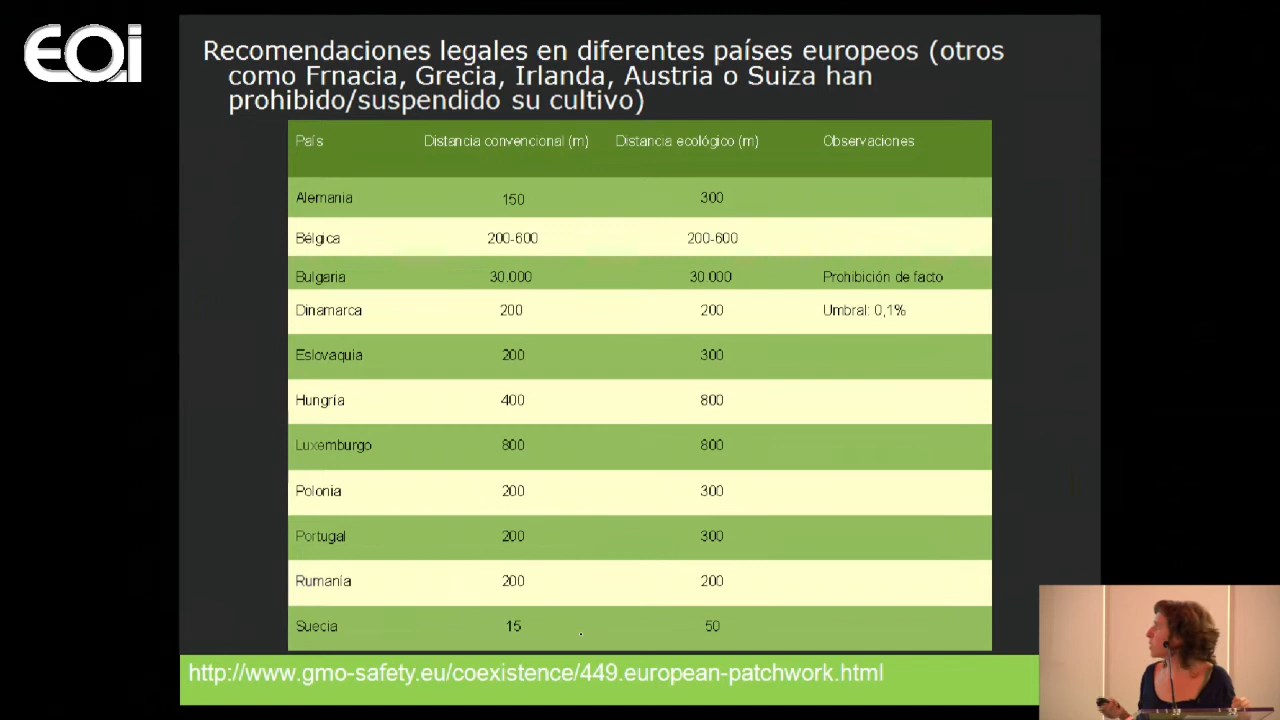 EOi
Recomendaciones legales en diferentes países europeos (otros
como Frnacia, Grecia, Irlanda, Austria o Suiza han
prohibido/suspendido su cultivo)
País Distancia convencional (m) Distancia ecológico (m) Observaciones
Alemania 150 300
Bélgica 200-600 200-600
Bulgaria 30.000 30.000 Prohibición de facto
Dinamarca 200 200 Umbral: 0,1%
Eslovaquia 200 300
Hungría 400 800
Luxemburgo 800 800
Polonia 200 300
Portugal 200 300
Rumanía 200 200
Suecia 15 50
http://www.gmo-safety.eu/coexistence/449.european-patchwork.html